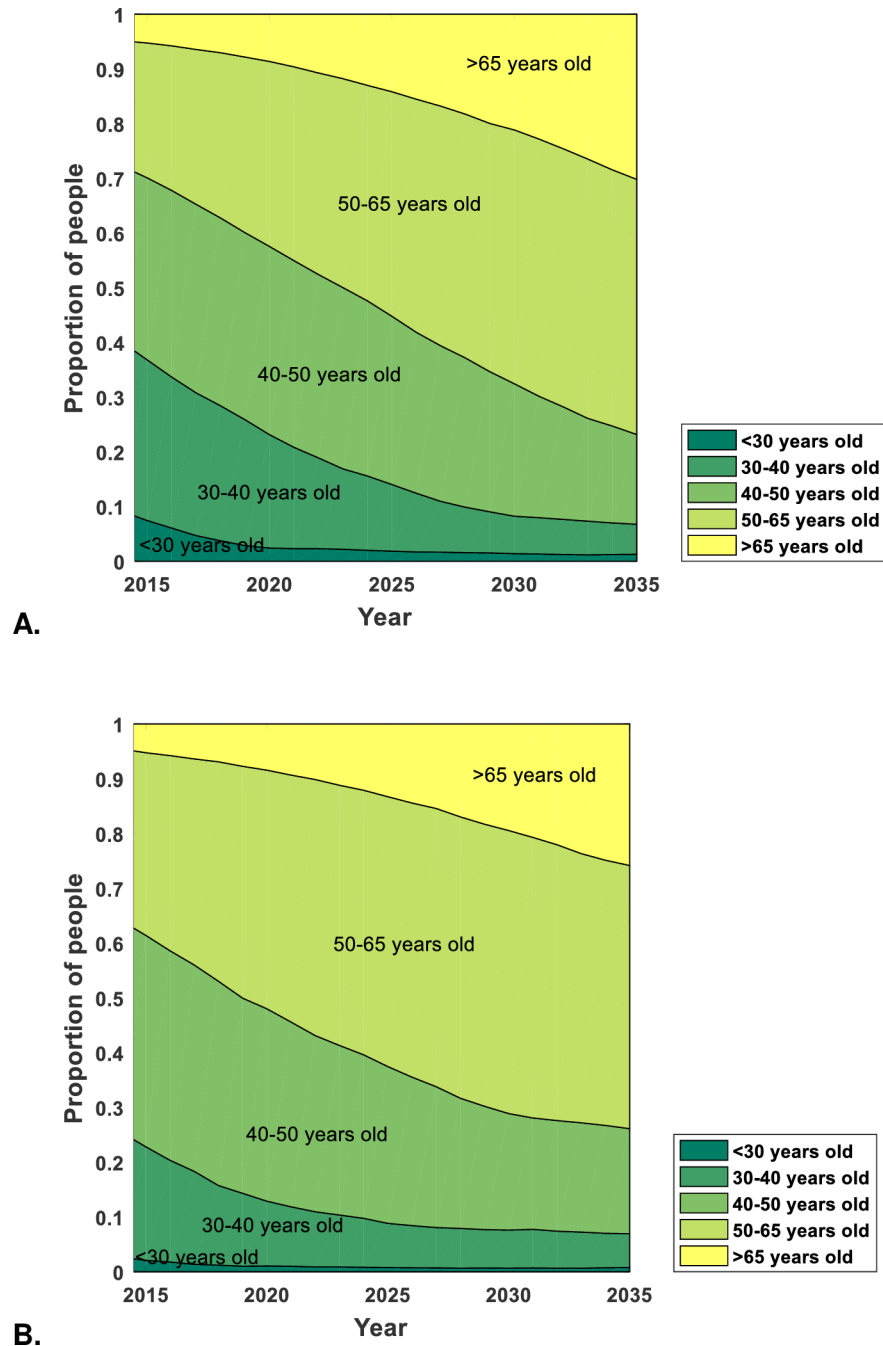 1
0.9
0.8
0.7
0.6
0.5
0.4
0.3
0.2
0.1
0
Proportion of people
>65 years old
50-65 years old
40-50 years old
30-40 years old
<30 years old
2015 2020 2025 2030 2035
Year
<30 years old
30-40 years old
40-50 years old
50-65 years old
>65 years old
A.
1
0.9
0.8
0.7
0.6
0.5
0.4
0.3
0.2
0.1
0
Proportion of people
>65 years old
50-65 years old
40-50 years old
30-40 years old
<30 years old
2015 2020 2025 2030 2035
Year
<30 years old
30-40 years old
40-50 years old
50-65 years old
>65 years old
B.